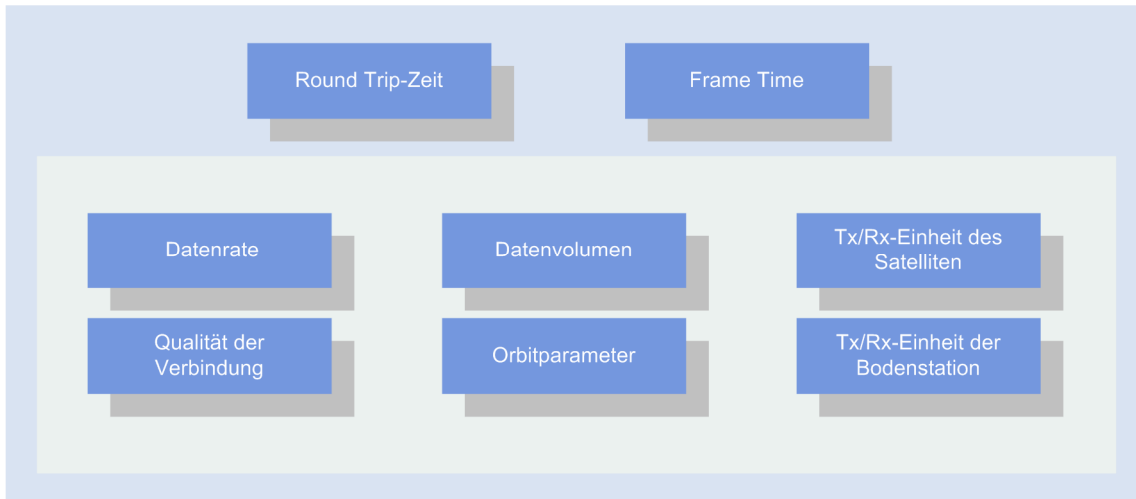 Round Trip-Zeit
Frame Time
Datenrate
Datenvolumen
Tx/Rx-Einheit des
Satelliten
Qualität der
Verbindung
Orbitparameter
Tx/Rx-Einheit der
Bodenstation